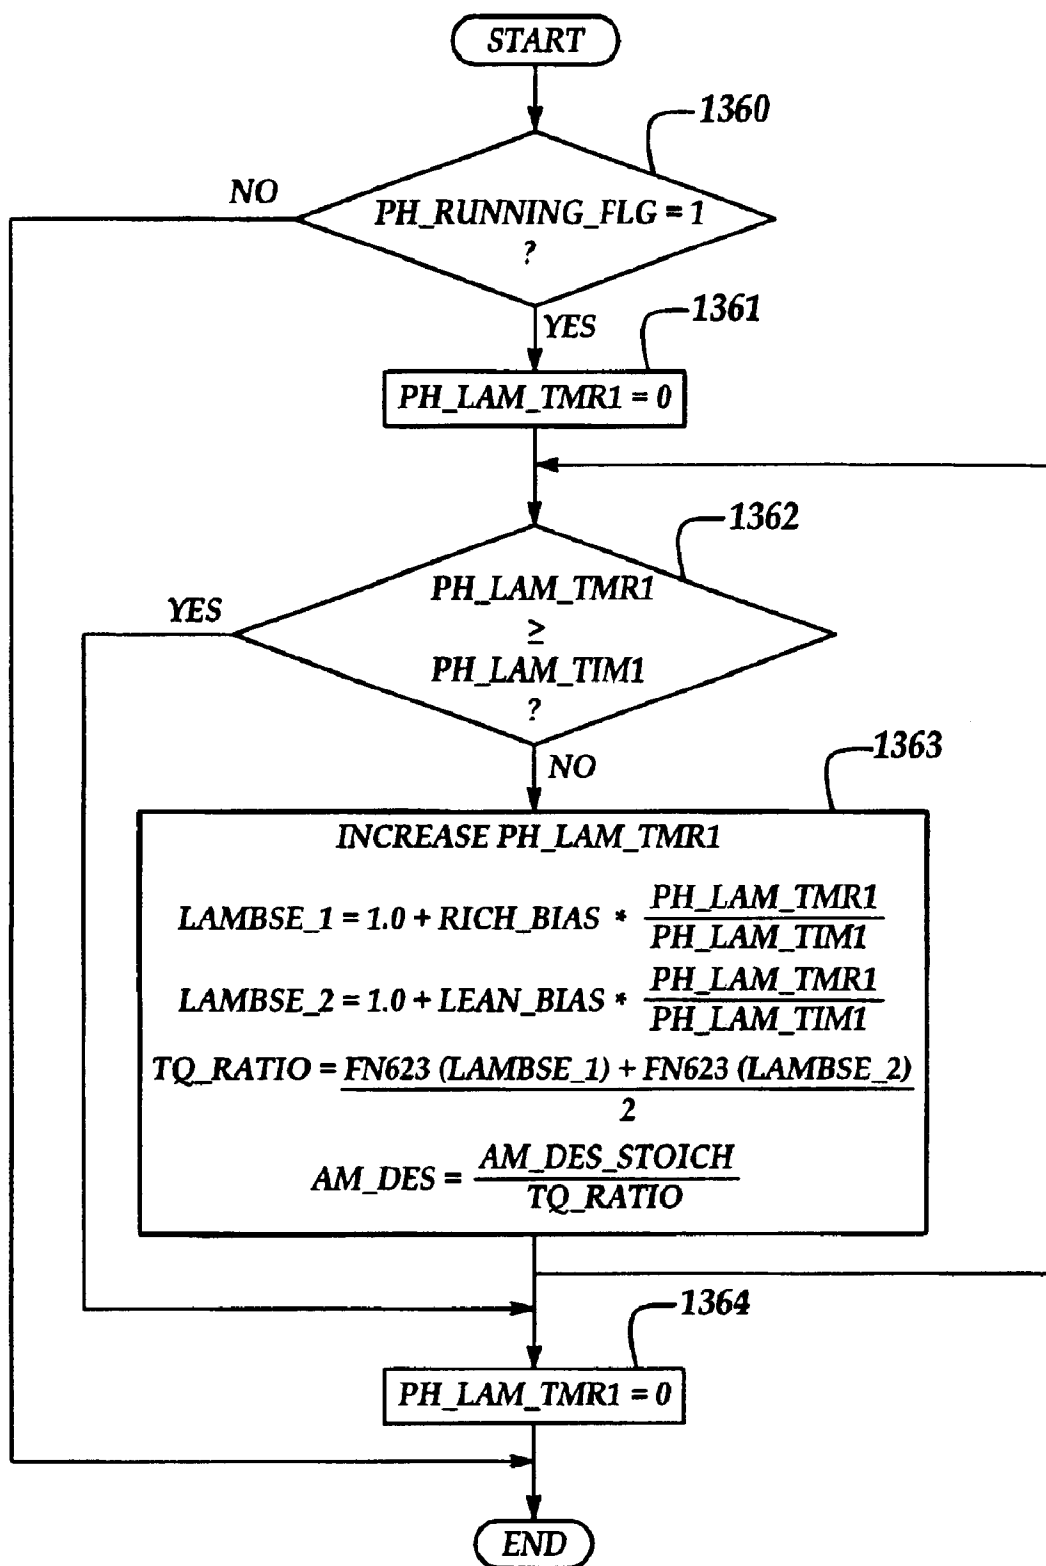 START
1360
NO
PH_RUNNING_FLG = 1
?
1361
YES
PH_LAM_TMR1 = 0
1362
YES
PH_LAM_TMR1
≥
PH_LAM_TIM1
?
NO
1363
INCREASE PH_LAM_TMR1
LAMBSE_1 = 1.0 + RICH_BIAS * PH_LAM_TMR1
PH_LAM_TIM1
LAMBSE_2 = 1.0 + LEAN_BIAS * PH_LAM_TMR1
PH_LAM_TIM1
TQ_RATIO = FN623 (LAMBSE_1) + FN623 (LAMBSE_2)
2
AM_DES = AM_DES_STOICH
TQ_RATIO
1364
PH_LAM_TMR1 = 0
END